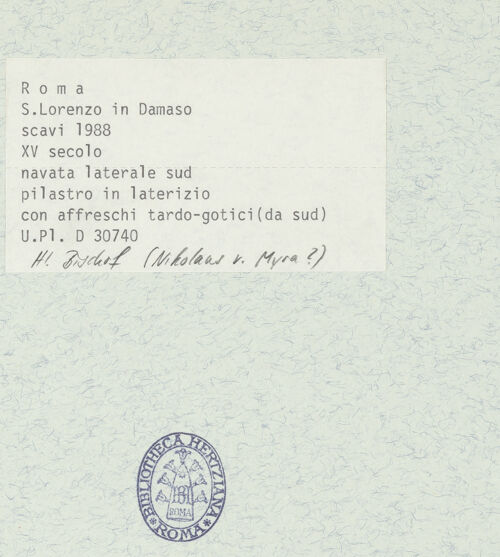 R o m a
S.Lorenzo in Damaso
scavi 1988
XV secolo
navata laterale sud
pilastro in laterizio
con affreschi tardo-gotici(da sud)
U.Pl. D 30740
Hl. Bischof (Nikolaus v. Myra?)
BIBLIOTHECA HERTZIANA
BH
ROMA
* ROMA *